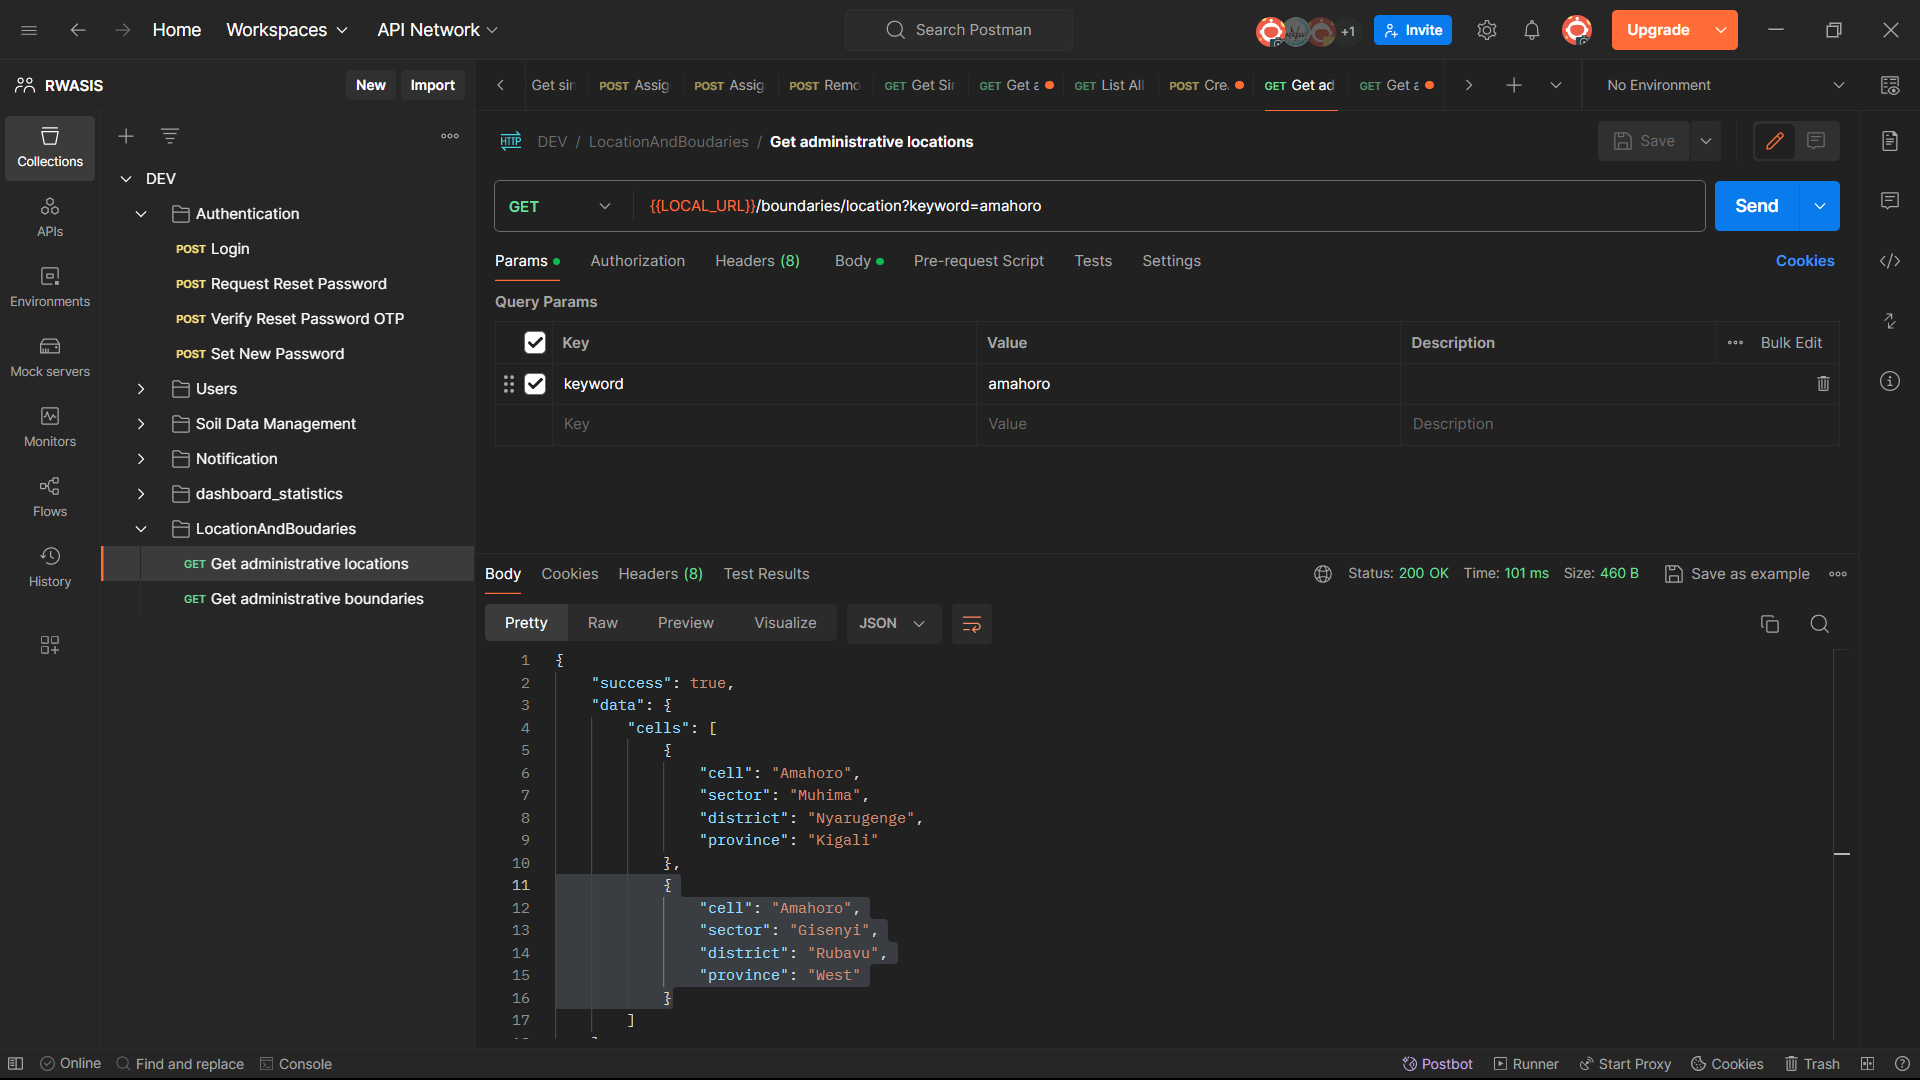 Home
Workspaces
API Network
Search Postman
+1
Invite
Upgrade
RWASIS
New
Import
Get sin
POST Assig
POST Assig
POST Remo
GET Get Si
GET Get a
GET List All
POST Cre
GET Get ad
GET Get a
No Environment
Collections
APIs
Environments
Mock servers
Monitors
Flows
History
DEV
Authentication
POST Login
POST Request Reset Password
POST Verify Reset Password OTP
POST Set New Password
Users
Soil Data Management
Notification
dashboard_statistics
LocationAndBoudaries
GET Get administrative locations
GET Get administrative boundaries
HTTP DEV / LocationAndBoudaries / Get administrative locations
Save
GET
{{LOCAL_URL}}/boundaries/location?keyword=amahoro
Send
Params
Authorization
Headers (8)
Body
Pre-request Script
Tests
Settings
Cookies
Query Params
Key Value Description Bulk Edit
keyword amahoro
Key Value Description
Body
Cookies
Headers (8)
Test Results
Status: 200 OK Time: 101 ms Size: 460 B
Save as example
Pretty
Raw
Preview
Visualize
JSON
1 {
2 "success": true,
3 "data": {
4 "cells": [
5 {
6 "cell": "Amahoro",
7 "sector": "Muhima",
8 "district": "Nyarugenge",
9 "province": "Kigali"
10 },
11 {
12 "cell": "Amahoro",
13 "sector": "Gisenyi",
14 "district": "Rubavu",
15 "province": "West"
16 }
17 ]
Online
Find and replace
Console
Postbot
Runner
Start Proxy
Cookies
Trash